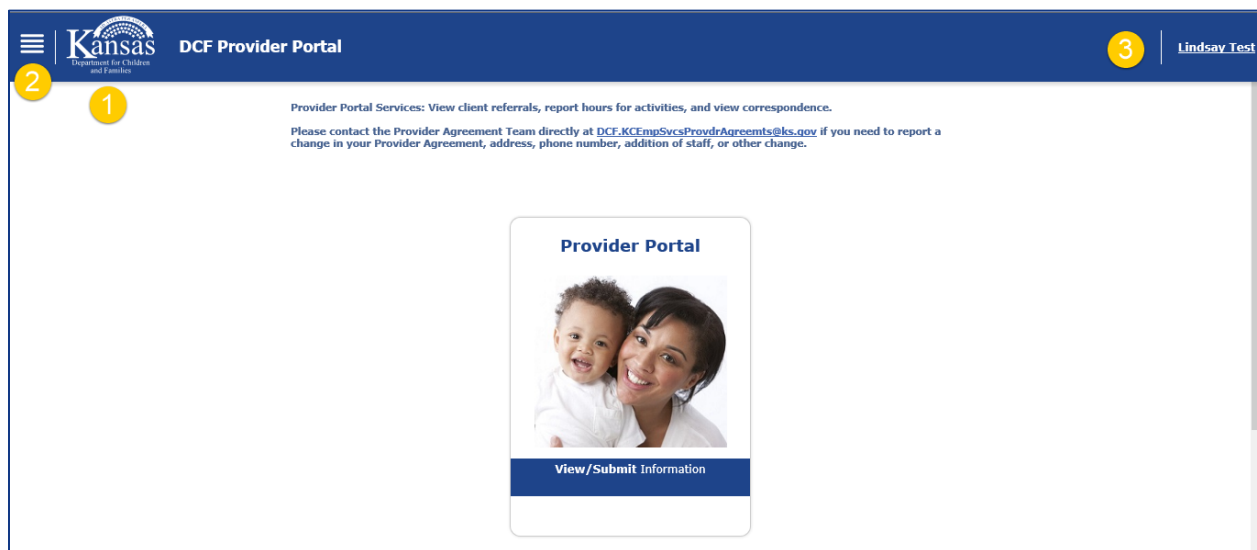 Kansas
Department for Children
and Families
DCF Provider Portal
3
Lindsay Test
2
1
Provider Portal Services: View client referrals, report hours for activities, and view correspondence.
Please contact the Provider Agreement Team directly at DCF.KCEmpSvcsProvdrAgreemts@ks.gov if you need to report a
change in your Provider Agreement, address, phone number, addition of staff, or other change.
Provider Portal
View/Submit Information